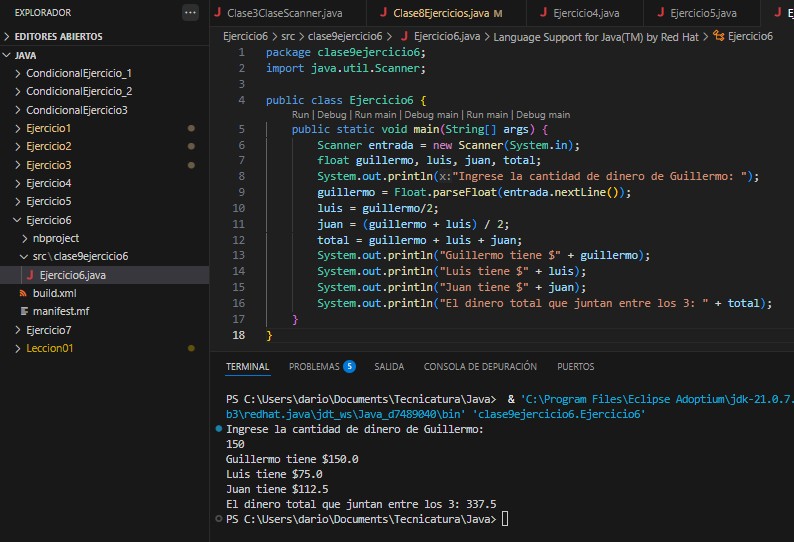 EXPLORADOR
EDITORES ABIERTOS
JAVA
CondicionalEjercicio_1
CondicionalEjercicio_2
CondicionalEjercicio3
Ejercicio1
Ejercicio2
Ejercicio3
Ejercicio4
Ejercicio5
Ejercicio6
nbproject
src\clase9ejercicio6
J Ejercicio6.java
build.xml
manifest.mf
Ejercicio7
Leccion01
J Clase3ClaseScanner.java J Clase8Ejercicios.java M J Ejercicio4.java J Ejercicio5.java J E
Ejercicio6 > src > clase9ejercicio6 > J Ejercicio6.java > Language Support for Java(TM) by Red Hat > Ejercicio6
1 package clase9ejercicio6;
2 import java.util.Scanner;
3
4 public class Ejercicio6 {
Run | Debug | Run main | Debug main | Run main | Debug main
5 public static void main(String[] args) {
6 Scanner entrada = new Scanner(System.in);
7 float guillermo, luis, juan, total;
8 System.out.println(x:"Ingrese la cantidad de dinero de Guillermo: ");
9 guillermo = Float.parseFloat(entrada.nextLine());
10 luis = guillermo/2;
11 juan = (guillermo + luis) / 2;
12 total = guillermo + luis + juan;
13 System.out.println("Guillermo tiene $" + guillermo);
14 System.out.println("Luis tiene $" + luis);
15 System.out.println("Juan tiene $" + juan);
16 System.out.println("El dinero total que juntan entre los 3: " + total);
17 }
18 }
TERMINAL PROBLEMAS 5 SALIDA CONSOLA DE DEPURACIÓN PUERTOS
PS C:\Users\dario\Documents\Tecnicatura\Java> & 'C:\Program Files\Eclipse Adoptium\jdk-21.0.7.
b3\redhat.java\jdt_ws\Java_d7489040\bin' 'clase9ejercicio6.Ejercicio6'
Ingrese la cantidad de dinero de Guillermo:
150
Guillermo tiene $150.0
Luis tiene $75.0
Juan tiene $112.5
El dinero total que juntan entre los 3: 337.5
PS C:\Users\dario\Documents\Tecnicatura\Java>